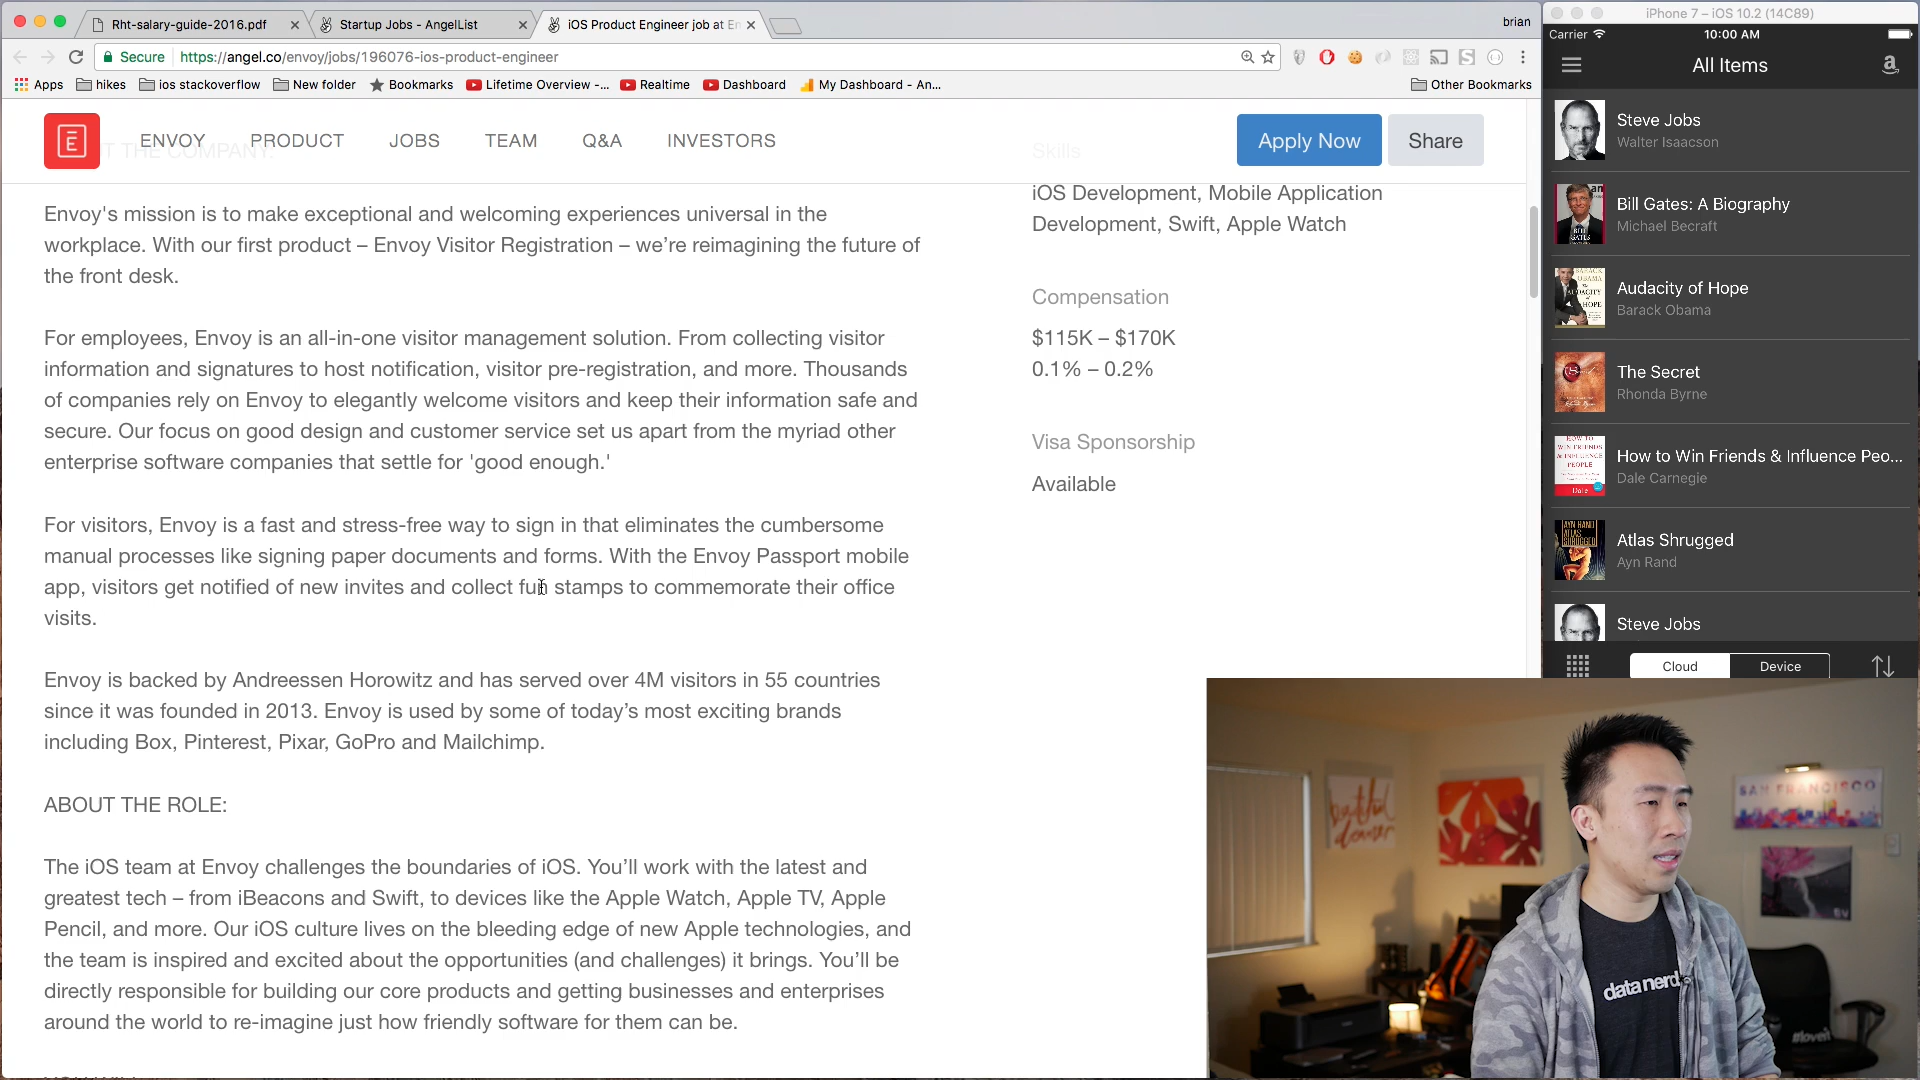 Rht-salary-guide-2016.pdf
Startup Jobs - AngelList
iOS Product Engineer job at En
brian
Secure
https://angel.co/envoy/jobs/196076-ios-product-engineer
Apps
hikes
ios stackoverflow
New folder
Bookmarks
Lifetime Overview -...
Realtime
Dashboard
My Dashboard - An...
Other Bookmarks
ENVOY
PRODUCT
JOBS
TEAM
Q&A
INVESTORS
Apply Now
Share
T THE COMPANY:
Envoy's mission is to make exceptional and welcoming experiences universal in the
workplace. With our first product – Envoy Visitor Registration – we’re reimagining the future of
the front desk.
For employees, Envoy is an all-in-one visitor management solution. From collecting visitor
information and signatures to host notification, visitor pre-registration, and more. Thousands
of companies rely on Envoy to elegantly welcome visitors and keep their information safe and
secure. Our focus on good design and customer service set us apart from the myriad other
enterprise software companies that settle for 'good enough.'
For visitors, Envoy is a fast and stress-free way to sign in that eliminates the cumbersome
manual processes like signing paper documents and forms. With the Envoy Passport mobile
app, visitors get notified of new invites and collect fun stamps to commemorate their office
visits.
Envoy is backed by Andreessen Horowitz and has served over 4M visitors in 55 countries
since it was founded in 2013. Envoy is used by some of today’s most exciting brands
including Box, Pinterest, Pixar, GoPro and Mailchimp.
ABOUT THE ROLE:
The iOS team at Envoy challenges the boundaries of iOS. You’ll work with the latest and
greatest tech – from iBeacons and Swift, to devices like the Apple Watch, Apple TV, Apple
Pencil, and more. Our iOS culture lives on the bleeding edge of new Apple technologies, and
the team is inspired and excited about the opportunities (and challenges) it brings. You’ll be
directly responsible for building our core products and getting businesses and enterprises
around the world to re-imagine just how friendly software for them can be.
Skills
iOS Development, Mobile Application
Development, Swift, Apple Watch
Compensation
$115K – $170K
0.1% – 0.2%
Visa Sponsorship
Available
iPhone 7 – iOS 10.2 (14C89)
Carrier
10:00 AM
All Items
Steve Jobs
Walter Isaacson
Bill Gates: A Biography
Michael Becraft
Audacity of Hope
Barack Obama
The Secret
Rhonda Byrne
How to Win Friends & Influence Peo...
Dale Carnegie
Atlas Shrugged
Ayn Rand
Steve Jobs
Cloud
Device
SAN FRANCISCO
data nerd